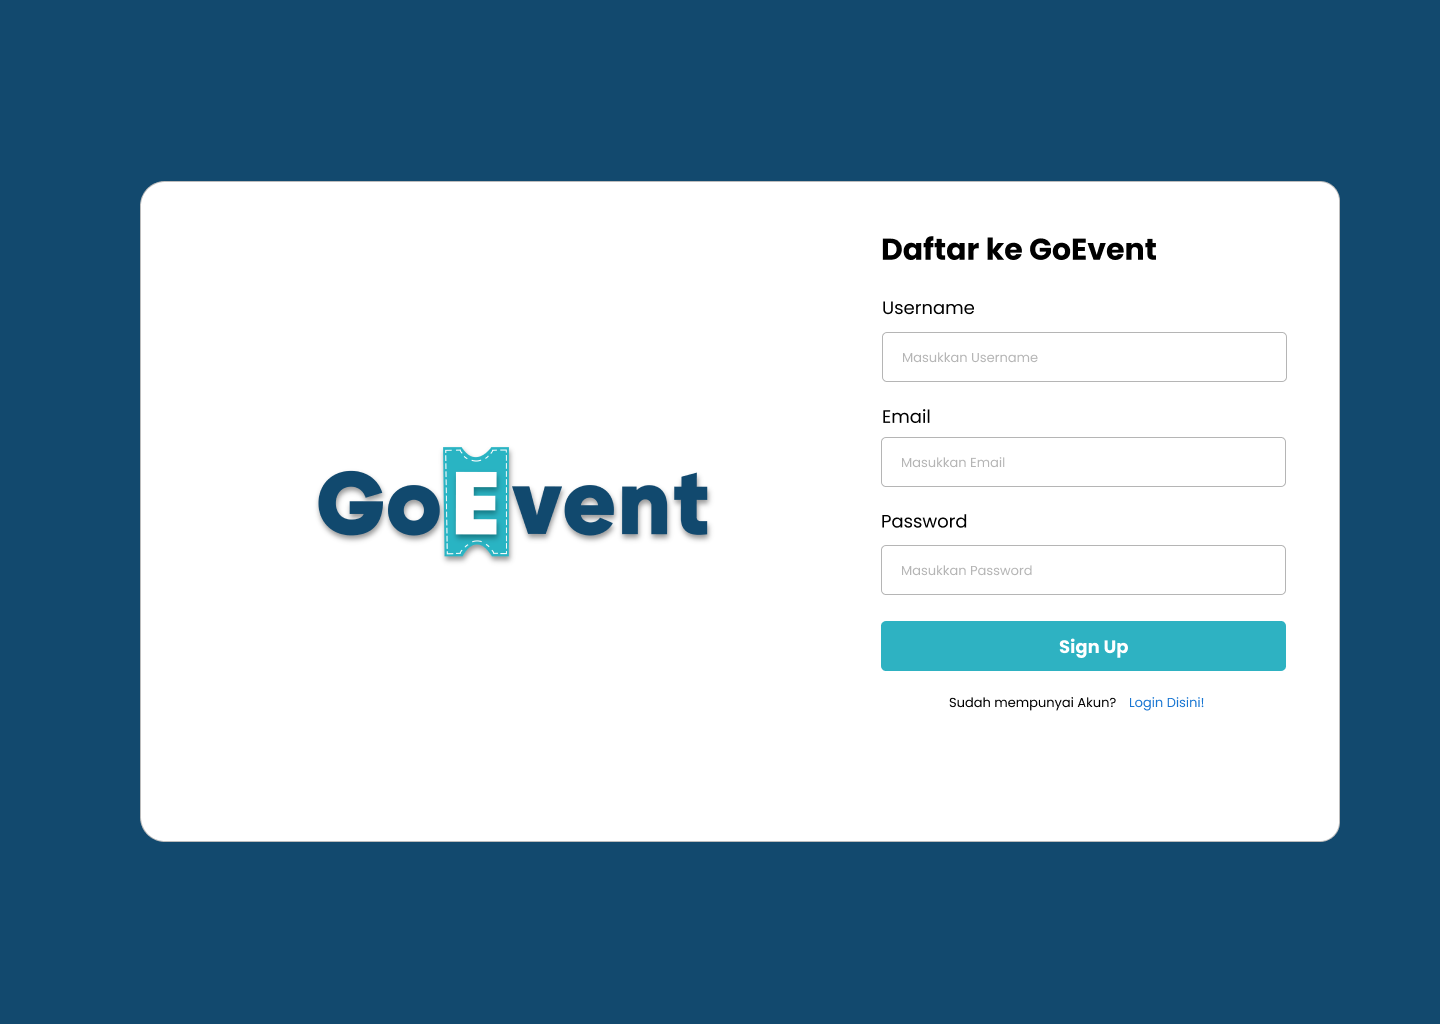 GoEvent
Daftar ke GoEvent
Username
Masukkan Username
Email
Masukkan Email
Password
Masukkan Password
Sign Up
Sudah mempunyai Akun? Login Disini!